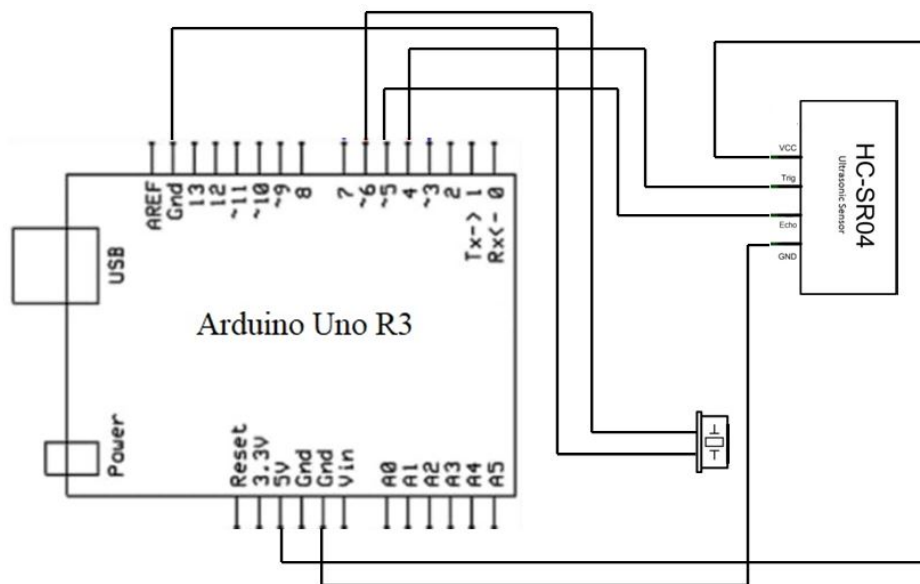 AREF
Gnd
13
12
~11
~10
~9
8
7
~6
~5
4
~3
2
Tx-> 1
Rx<- 0
USB
Arduino Uno R3
Power
Reset
3.3V
5V
Gnd
Gnd
Vin
A0
A1
A2
A3
A4
A5
VCC
Trig
Echo
GND
HC-SR04
Ultrasonic Sensor